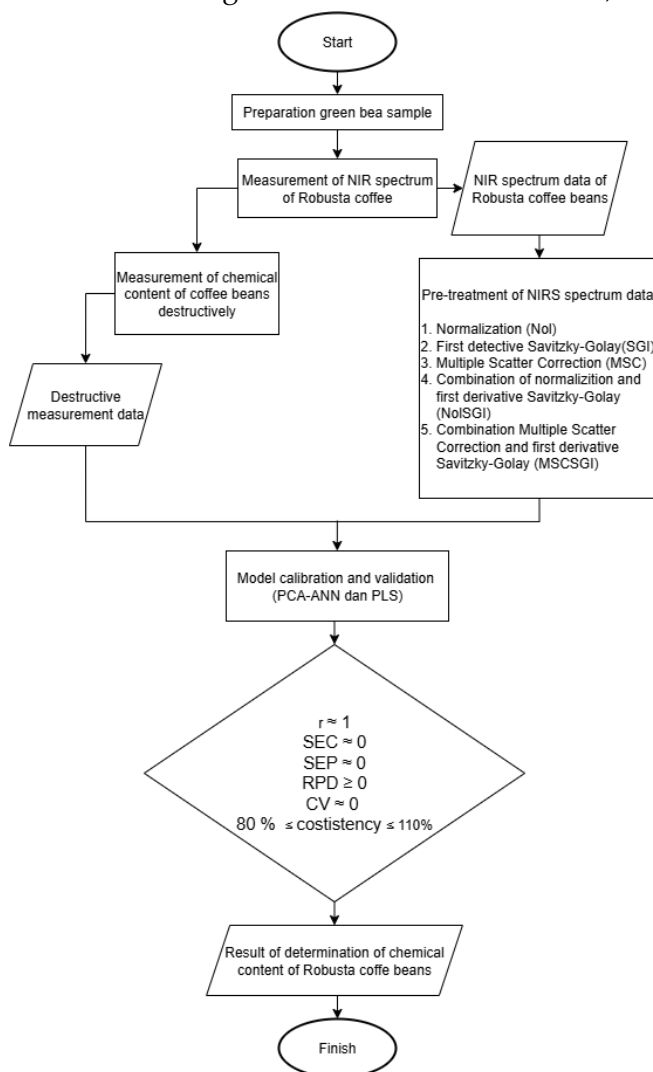 Start
Preparation green bea sample
Measurement of NIR spectrum
of Robusta coffee
NIR spectrum data of
Robusta coffee beans
Measurement of chemical
content of coffee beans
destructively
Pre-treatment of NIRS spectrum data
1. Normalization (Nol)
2. First detective Savitzky-Golay(SGI)
3. Multiple Scatter Correction (MSC)
4. Combination of normalizition and
first derivative Savitzky-Golay
(NolSGI)
5. Combination Multiple Scatter
Correction and first derivative
Savitzky-Golay (MSCSGI)
Destructive
measurement data
Model calibration and validation
(PCA-ANN dan PLS)
r ≈ 1
SEC ≈ 0
SEP ≈ 0
RPD ≥ 0
CV ≈ 0
80 % ≤ costistency ≤ 110%
Result of determination of chemical
content of Robusta coffe beans
Finish